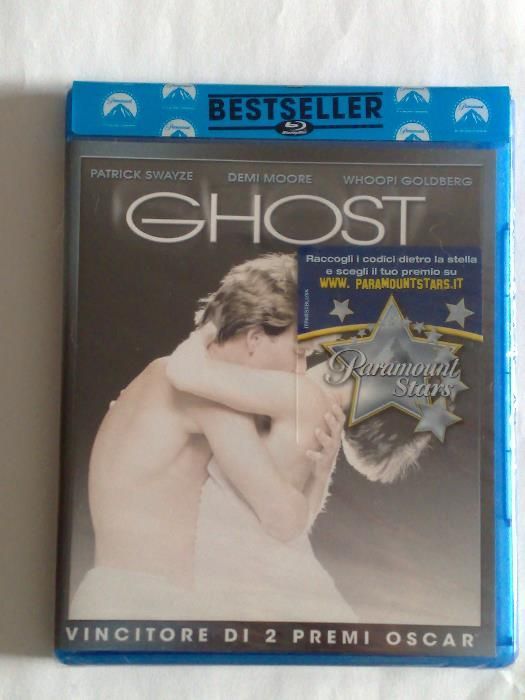 BESTSELLER
PATRICK SWAYZE DEMI MOORE WHOOPI GOLDBERG
GHOST
Raccogli i codici dietro la stella
e scegli il tuo premio su
WWW. PARAMOUNTSTARS.IT
Paramount
Stars
VINCITORE DI 2 PREMI OSCAR